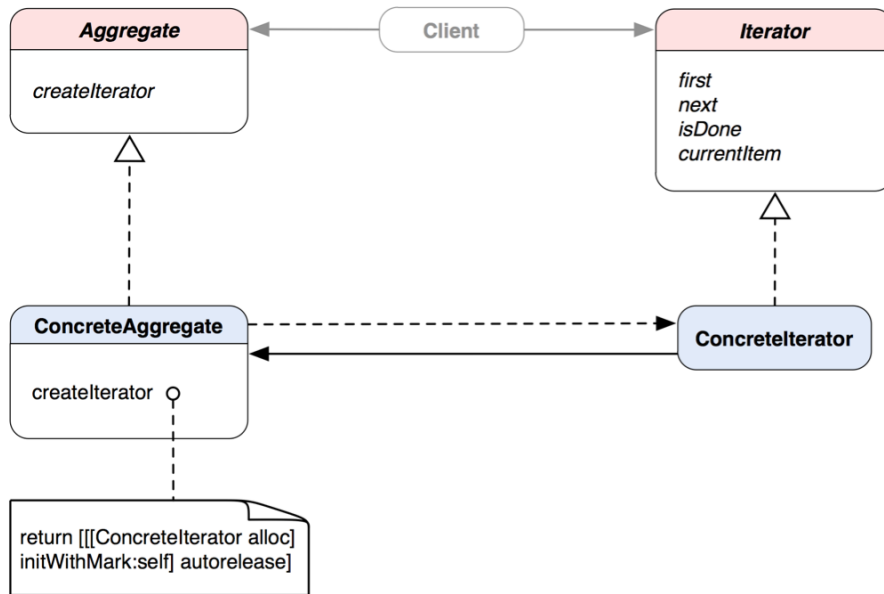 Aggregate
Client
Iterator
createIterator
first
next
isDone
currentItem
ConcreteAggregate
ConcreteIterator
createIterator
return [[[ConcreteIterator alloc]
initWithMark:self] autorelease]